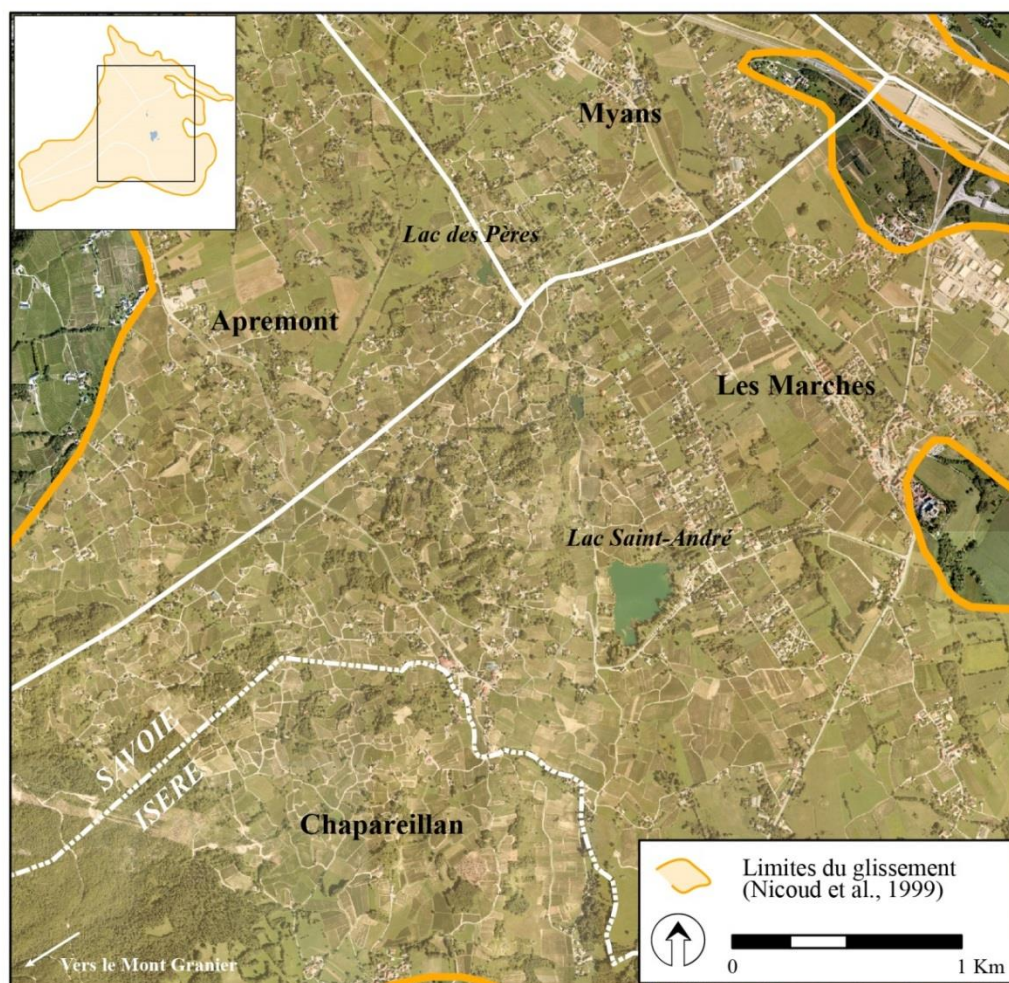 Myans
Lac des Pères
Apremont
Les Marches
Lac Saint-André
SAVOIE
ISERE
Chapareillan
Vers le Mont Granier
Limites du glissement
(Nicoud et al., 1999)
0 1 Km